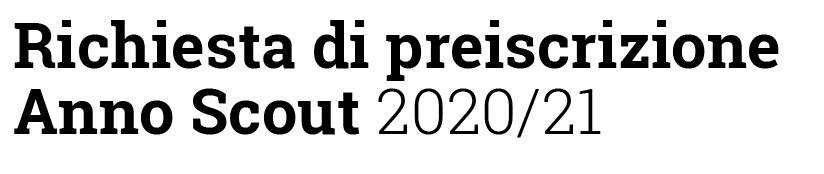 Richiesta di preiscrizione
Anno Scout 2020/21